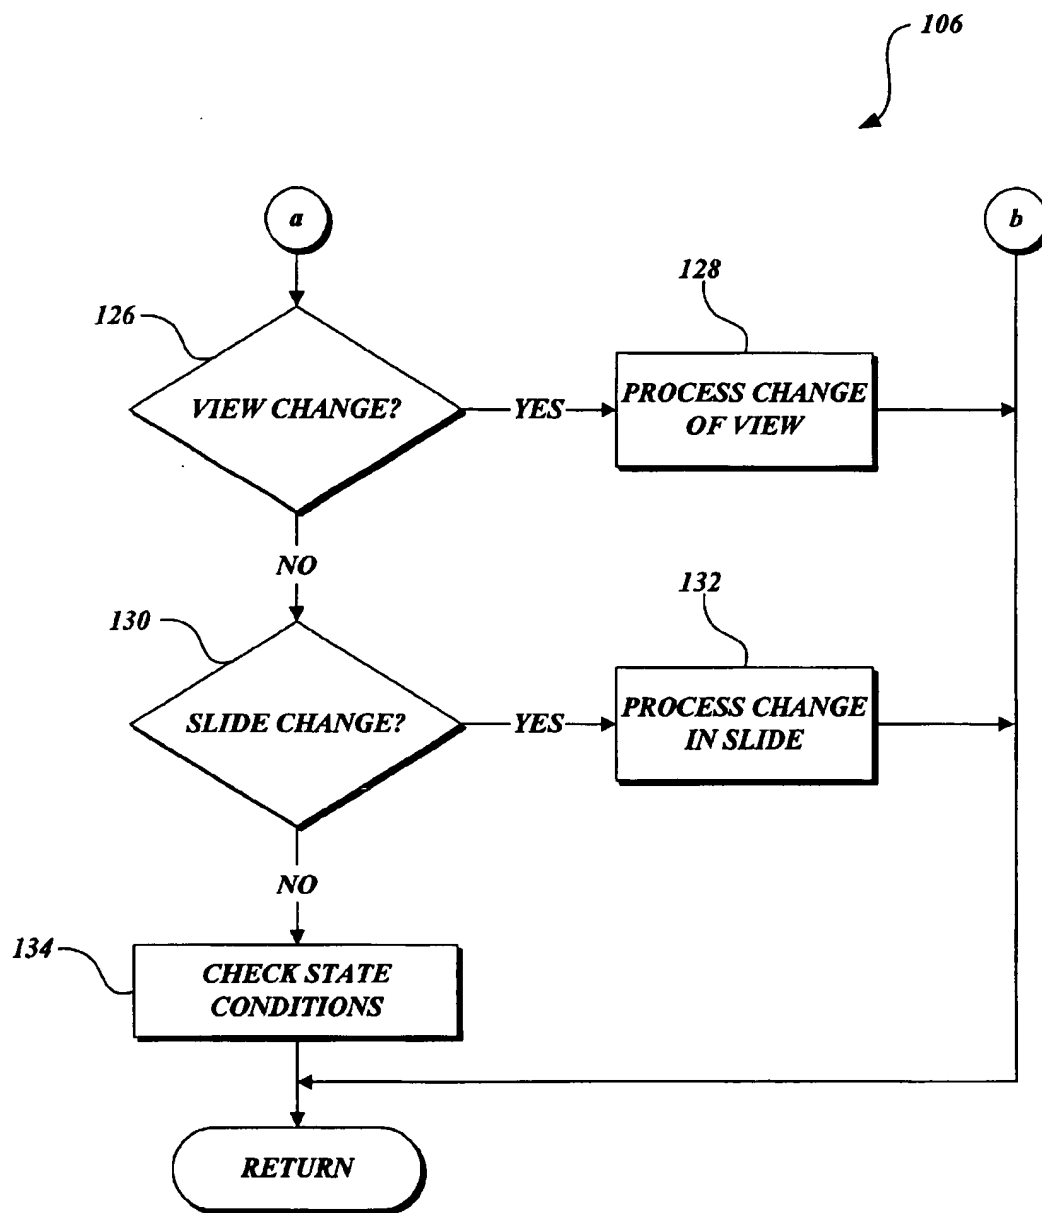 106
a
b
126
128
VIEW CHANGE?
YES
PROCESS CHANGE
OF VIEW
NO
130
132
SLIDE CHANGE?
YES
PROCESS CHANGE
IN SLIDE
NO
134
CHECK STATE
CONDITIONS
RETURN